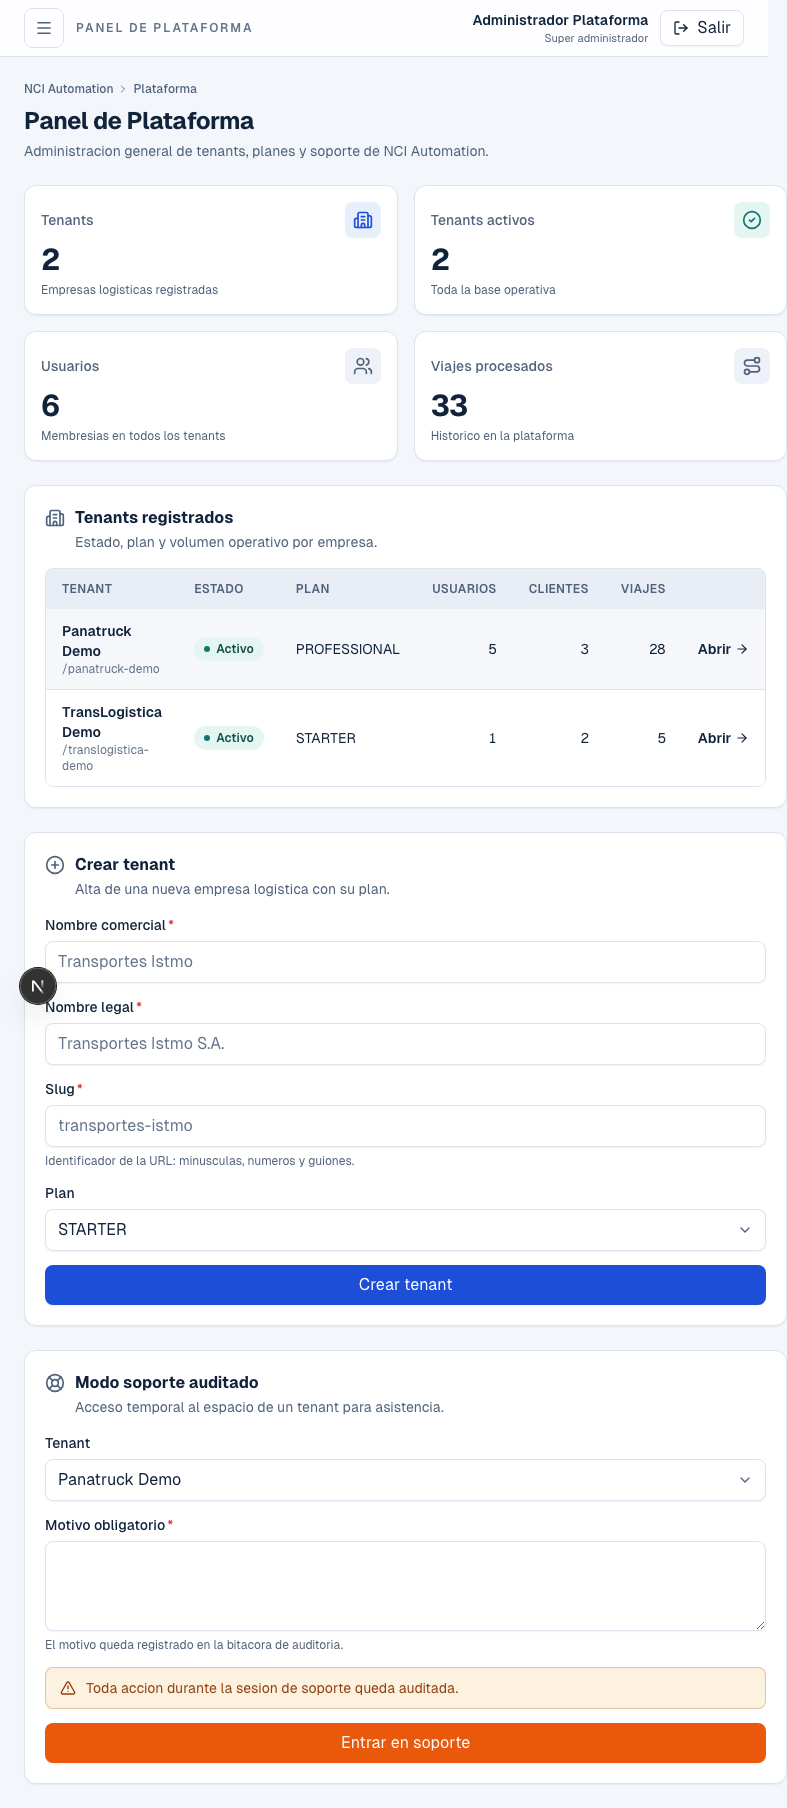 PANEL DE PLATAFORMA
Administrador Plataforma
Super administrador
Salir
NCI Automation > Plataforma
Panel de Plataforma
Administracion general de tenants, planes y soporte de NCI Automation.
Tenants
2
Empresas logisticas registradas
Tenants activos
2
Toda la base operativa
Usuarios
6
Membresias en todos los tenants
Viajes procesados
33
Historico en la plataforma
Tenants registrados
Estado, plan y volumen operativo por empresa.
TENANT ESTADO PLAN USUARIOS CLIENTES VIAJES
Panatruck
Demo
/panatruck-demo
Activo PROFESSIONAL 5 3 28 Abrir →
TransLogistica
Demo
/translogistica-
demo
Activo STARTER 1 2 5 Abrir →
Crear tenant
Alta de una nueva empresa logistica con su plan.
Nombre comercial *
Transportes Istmo
N
Nombre legal *
Transportes Istmo S.A.
Slug *
transportes-istmo
Identificador de la URL: minusculas, numeros y guiones.
Plan
STARTER
Crear tenant
Modo soporte auditado
Acceso temporal al espacio de un tenant para asistencia.
Tenant
Panatruck Demo
Motivo obligatorio *
El motivo queda registrado en la bitacora de auditoria.
Toda accion durante la sesion de soporte queda auditada.
Entrar en soporte